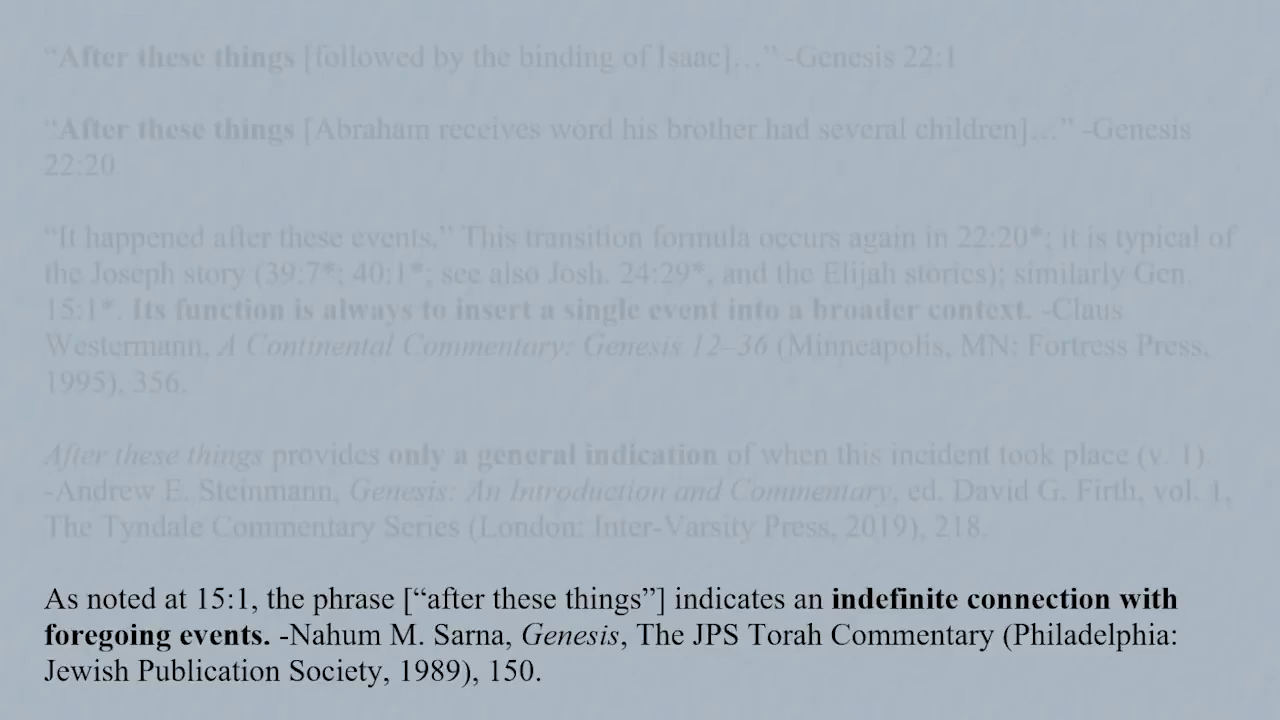 “After these things [followed by the binding of Isaac]…” -Genesis 22:1
“After these things [Abraham receives word his brother had several children]…” -Genesis
22:20
“It happened after these events.” This transition formula occurs again in 22:20*; it is typical of
the Joseph story (39:7*; 40:1*; see also Josh. 24:29*, and the Elijah stories); similarly Gen.
15:1*. Its function is always to insert a single event into a broader context. -Claus
Westermann, A Continental Commentary: Genesis 12–36 (Minneapolis, MN: Fortress Press,
1995), 356.
After these things provides only a general indication of when this incident took place (v. 1).
-Andrew E. Steinmann, Genesis: An Introduction and Commentary, ed. David G. Firth, vol. 1,
The Tyndale Commentary Series (London: Inter-Varsity Press, 2019), 218.
As noted at 15:1, the phrase [“after these things”] indicates an indefinite connection with
foregoing events. -Nahum M. Sarna, Genesis, The JPS Torah Commentary (Philadelphia:
Jewish Publication Society, 1989), 150.